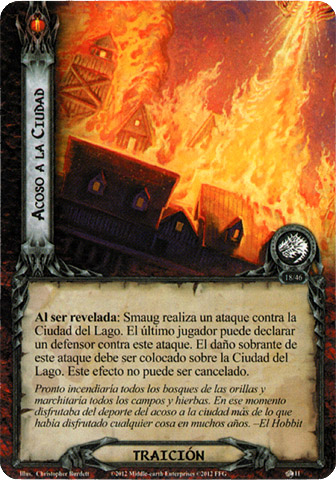 ACOSO A LA CIUDAD
18/46
Al ser revelada: Smaug realiza un ataque contra la
Ciudad del Lago. El último jugador puede declarar
un defensor contra este ataque. El daño sobrante de
este ataque debe ser colocado sobre la Ciudad del
Lago. Este efecto no puede ser cancelado.
Pronto incendiaría todos los bosques de las orillas y
marchitaría todos los campos y hierbas. En ese momento
disfrutaba del deporte del acoso a la ciudad más de lo que
había disfrutado cualquier cosa en muchos años. –El Hobbit
TRAICIÓN
Illus. Christopher Burdett
©2012 Middle-earth Enterprises ©2012 FFG
11